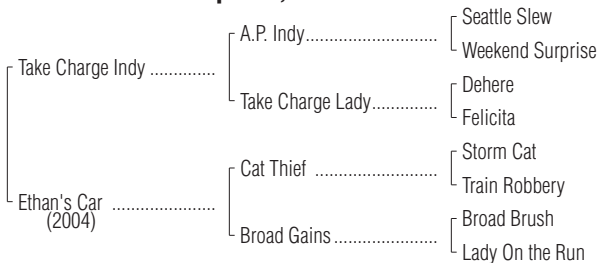 Seattle Slew
A.P. Indy
Weekend Surprise
Take Charge Indy
Dehere
Take Charge Lady
Felicita
Storm Cat
Cat Thief
Train Robbery
Ethan's Car
(2004)
Broad Brush
Broad Gains
Lady On the Run